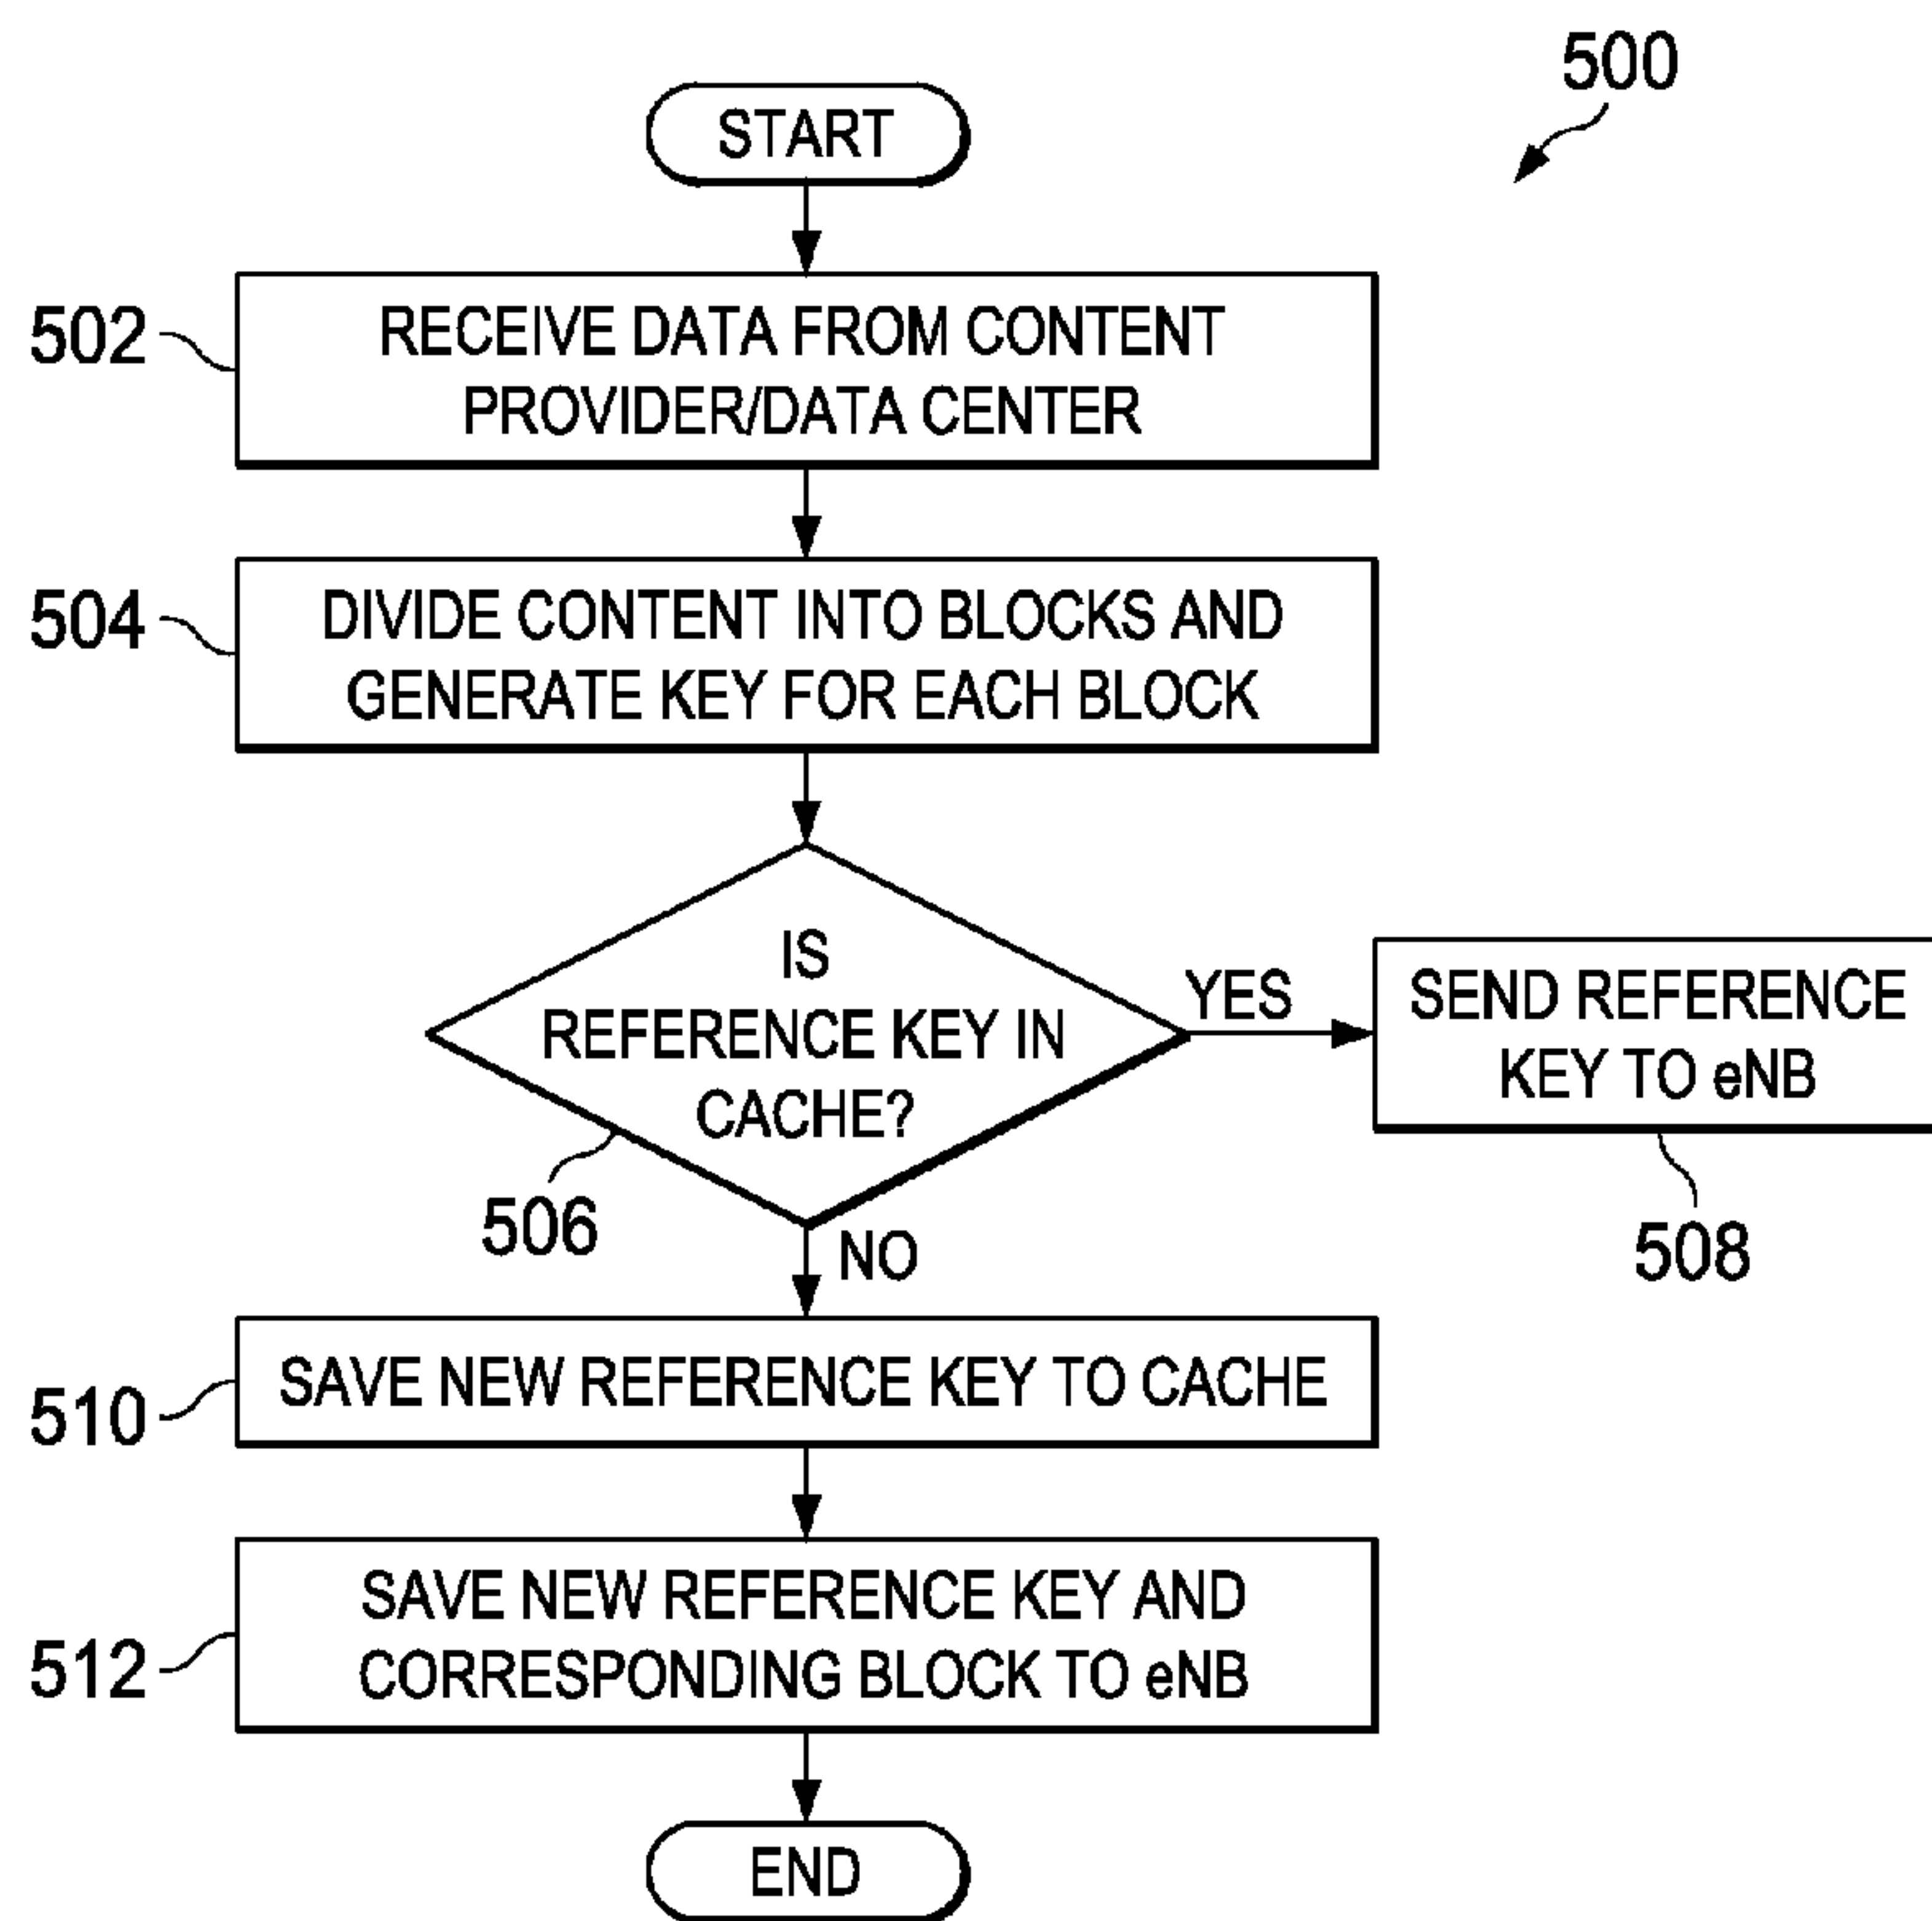 500
START
502
RECEIVE DATA FROM CONTENT
PROVIDER/DATA CENTER
504
DIVIDE CONTENT INTO BLOCKS AND
GENERATE KEY FOR EACH BLOCK
IS
REFERENCE KEY IN
CACHE?
506
YES
SEND REFERENCE
KEY TO eNB
508
NO
510
SAVE NEW REFERENCE KEY TO CACHE
512
SAVE NEW REFERENCE KEY AND
CORRESPONDING BLOCK TO eNB
END